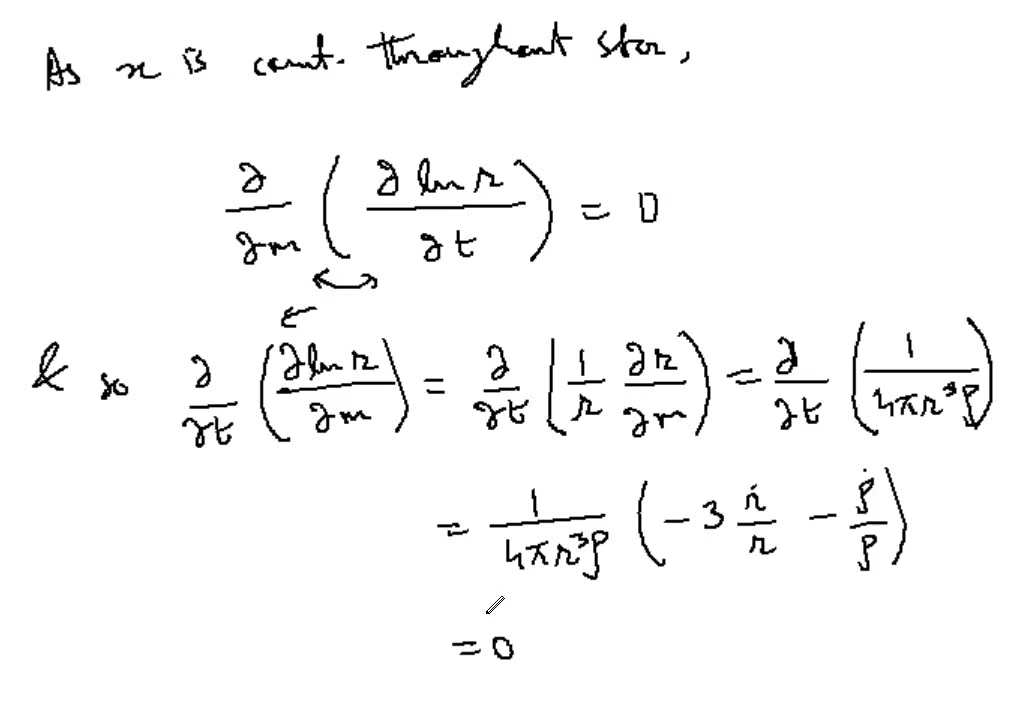 As x is const. throughout star,
∂/∂m ( ∂ ln r / ∂t ) = 0
& so ∂/∂t ( ∂ ln r / ∂m ) = ∂/∂t ( 1/r ∂r/∂m ) = ∂/∂t ( 1 / 4πr³ρ )
= 1 / 4πr³ρ ( - 3 ṙ/r - ρ̇/ρ )
= 0